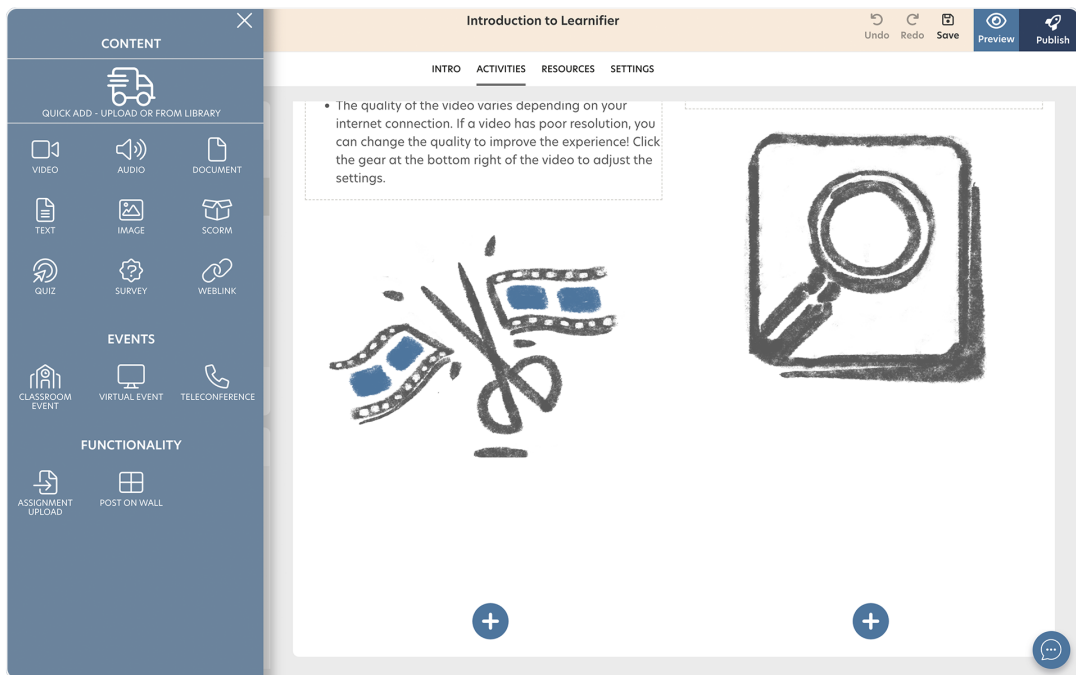 CONTENT
QUICK ADD - UPLOAD OR FROM LIBRARY
VIDEO
AUDIO
DOCUMENT
TEXT
IMAGE
SCORM
QUIZ
SURVEY
WEBLINK
EVENTS
CLASSROOM
EVENT
VIRTUAL EVENT
TELECONFERENCE
FUNCTIONALITY
ASSIGNMENT
UPLOAD
POST ON WALL
Introduction to Learnifier
Undo
Redo
Save
Preview
Publish
INTRO
ACTIVITIES
RESOURCES
SETTINGS
• The quality of the video varies depending on your
internet connection. If a video has poor resolution, you
can change the quality to improve the experience! Click
the gear at the bottom right of the video to adjust the
settings.